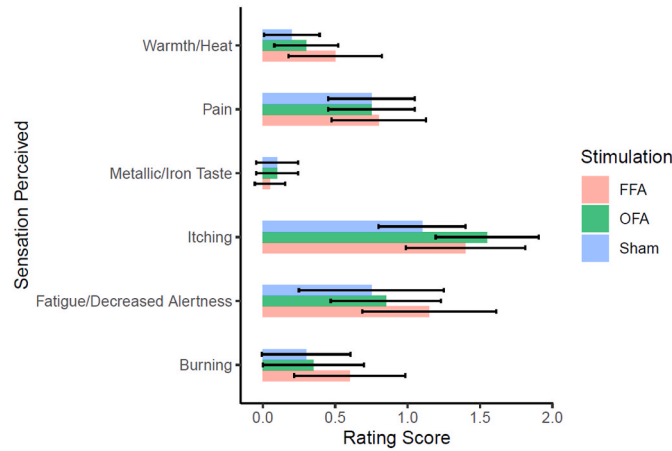 Warmth/Heat
Pain
Metallic/Iron Taste
Itching
Fatigue/Decreased Alertness
Burning
Sensation Perceived
0.0 0.5 1.0 1.5 2.0
Rating Score
Stimulation
FFA
OFA
Sham